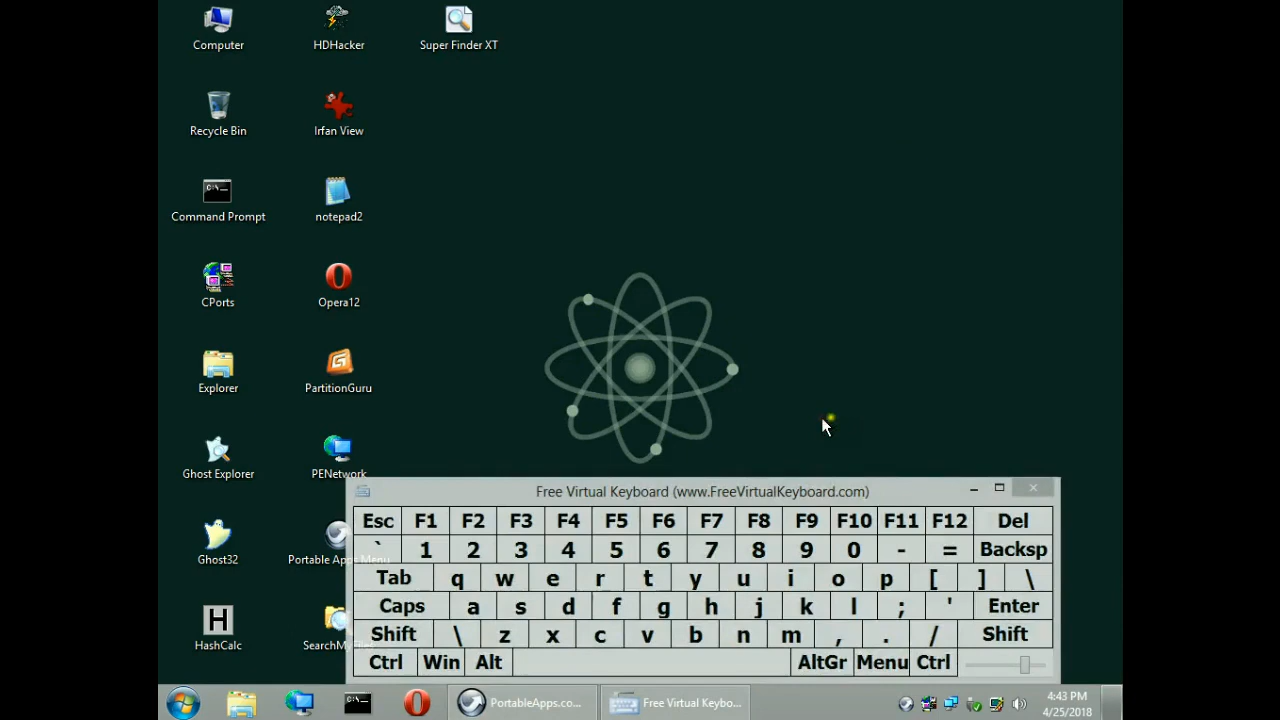 Computer
HDHacker
Super Finder XT
Recycle Bin
Irfan View
C:\_
Command Prompt
notepad2
CPorts
Opera12
Explorer
PartitionGuru
Ghost Explorer
PENetwork
Ghost32
Portable Apps Menu
H
HashCalc
SearchMyFiles
Free Virtual Keyboard (www.FreeVirtualKeyboard.com)
Esc F1 F2 F3 F4 F5 F6 F7 F8 F9 F10 F11 F12 Del
` 1 2 3 4 5 6 7 8 9 0 - = Backsp
Tab q w e r t y u i o p [ ] \
Caps a s d f g h j k l ; ' Enter
Shift \ z x c v b n m , . / Shift
Ctrl Win Alt AltGr Menu Ctrl
PortableApps.co...
Free Virtual Keybo...
4:43 PM
4/25/2018